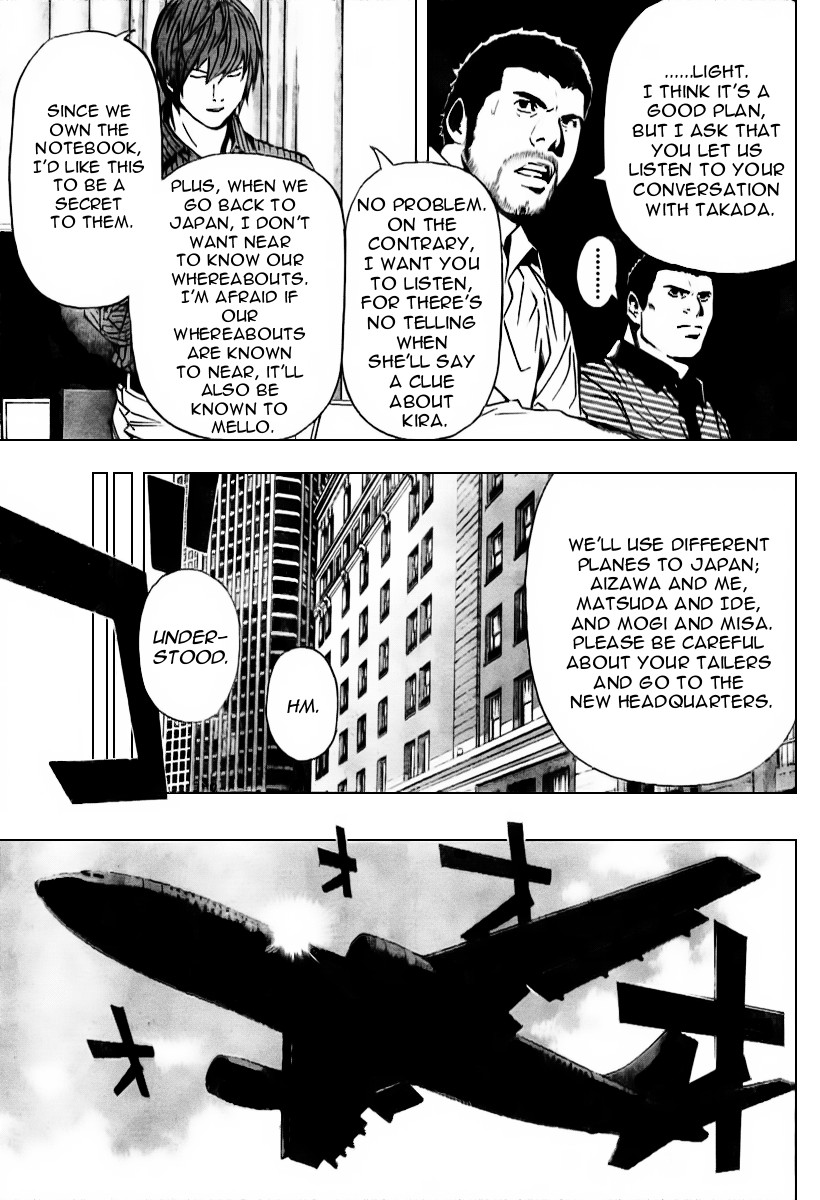 ......LIGHT.
I THINK IT'S A
GOOD PLAN,
BUT I ASK THAT
YOU LET US
LISTEN TO YOUR
CONVERSATION
WITH TAKADA.
......
NO PROBLEM.
ON THE
CONTRARY,
I WANT YOU
TO LISTEN,
FOR THERE'S
NO TELLING
WHEN
SHE'LL SAY
A CLUE
ABOUT
KIRA.
PLUS, WHEN WE
GO BACK TO
JAPAN, I DON'T
WANT NEAR
TO KNOW OUR
WHEREABOUTS.
I'M AFRAID IF
OUR
WHEREABOUTS
ARE KNOWN
TO NEAR, IT'LL
ALSO BE
KNOWN TO
MELLO.
SINCE WE
OWN THE
NOTEBOOK,
I'D LIKE THIS
TO BE A
SECRET
TO THEM.
WE'LL USE DIFFERENT
PLANES TO JAPAN;
AIZAWA AND ME,
MATSUDA AND IDE,
AND MOGI AND MISA.
PLEASE BE CAREFUL
ABOUT YOUR TAILERS
AND GO TO THE
NEW HEADQUARTERS.
HM.
UNDER-
STOOD.